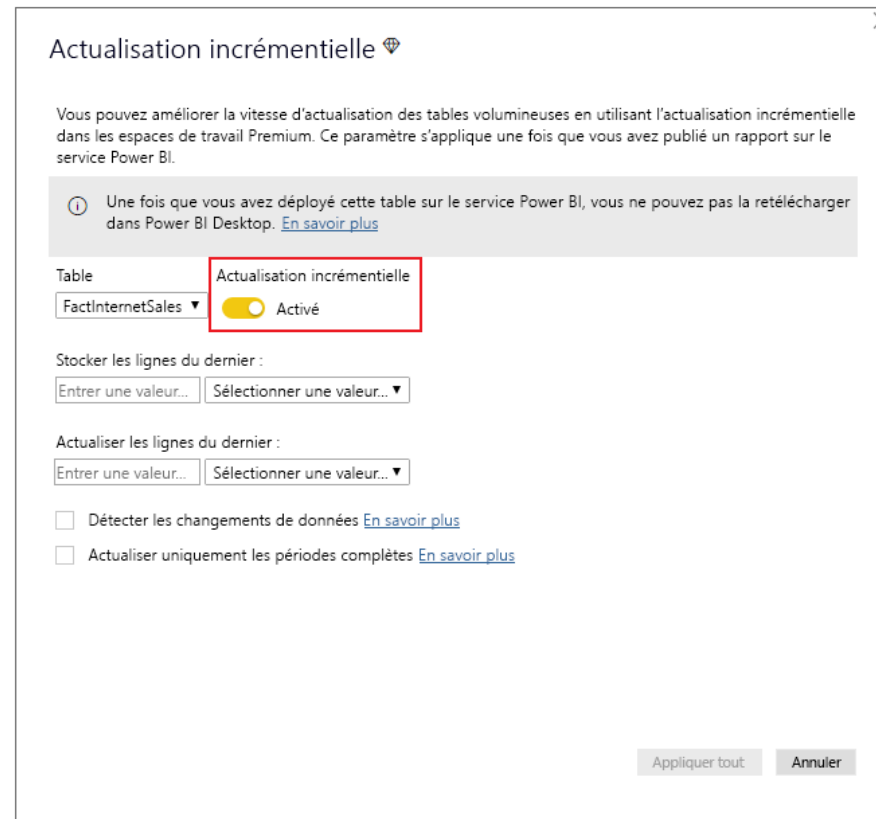 Actualisation incrémentielle
Vous pouvez améliorer la vitesse d'actualisation des tables volumineuses en utilisant l'actualisation incrémentielle
dans les espaces de travail Premium. Ce paramètre s'applique une fois que vous avez publié un rapport sur le
service Power BI.
Une fois que vous avez déployé cette table sur le service Power BI, vous ne pouvez pas la retélécharger
dans Power BI Desktop. En savoir plus
Table Actualisation incrémentielle
FactInternetSales Activé
Stocker les lignes du dernier :
Entrer une valeur... Sélectionner une valeur...
Actualiser les lignes du dernier :
Entrer une valeur... Sélectionner une valeur...
Détecter les changements de données En savoir plus
Actualiser uniquement les périodes complètes En savoir plus
Appliquer tout Annuler